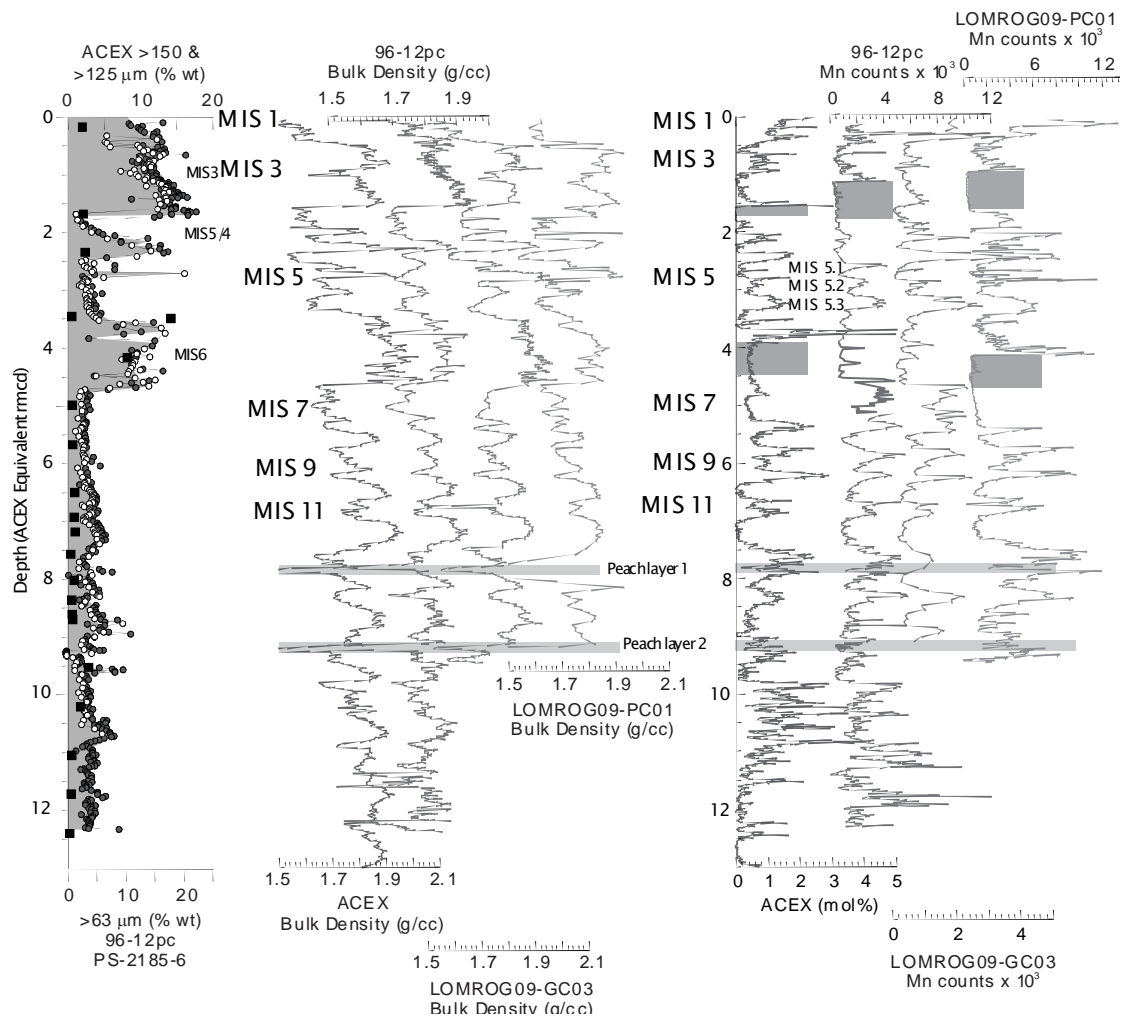 LOMROG09-PC01
Mn counts x 10³
0 6 12
ACEX >150 &
>125 µm (% wt)
0 10 20
96-12pc
Bulk Density (g/cc)
1.5 1.7 1.9
96-12pc
Mn counts x 10³
0 4 8 12
Depth (ACEX Equivalent mcd)
0
2
4
6
8
10
12
MIS3
MIS5/4
MIS6
MIS 1
MIS 3
MIS 5
MIS 7
MIS 9
MIS 11
Peach layer 1
Peach layer 2
0
2
4
6
8
10
12
MIS 1
MIS 3
MIS 5
MIS 5.1
MIS 5.2
MIS 5.3
MIS 7
MIS 9
MIS 11
1.5 1.7 1.9 2.1
LOMROG09-PC01
Bulk Density (g/cc)
0 10 20
>63 µm (% wt)
96-12pc
PS-2185-6
1.5 1.7 1.9 2.1
ACEX
Bulk Density (g/cc)
1.5 1.7 1.9 2.1
LOMROG09-GC03
Bulk Density (g/cc)
0 1 2 3 4 5
ACEX (mol%)
0 2 4
LOMROG09-GC03
Mn counts x 10³